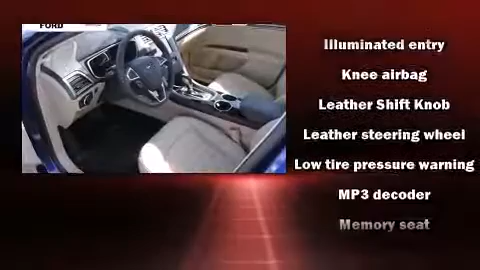 FORD
Illuminated entry
Knee airbag
Leather Shift Knob
Leather steering wheel
Low tire pressure warning
MP3 decoder
Memory seat